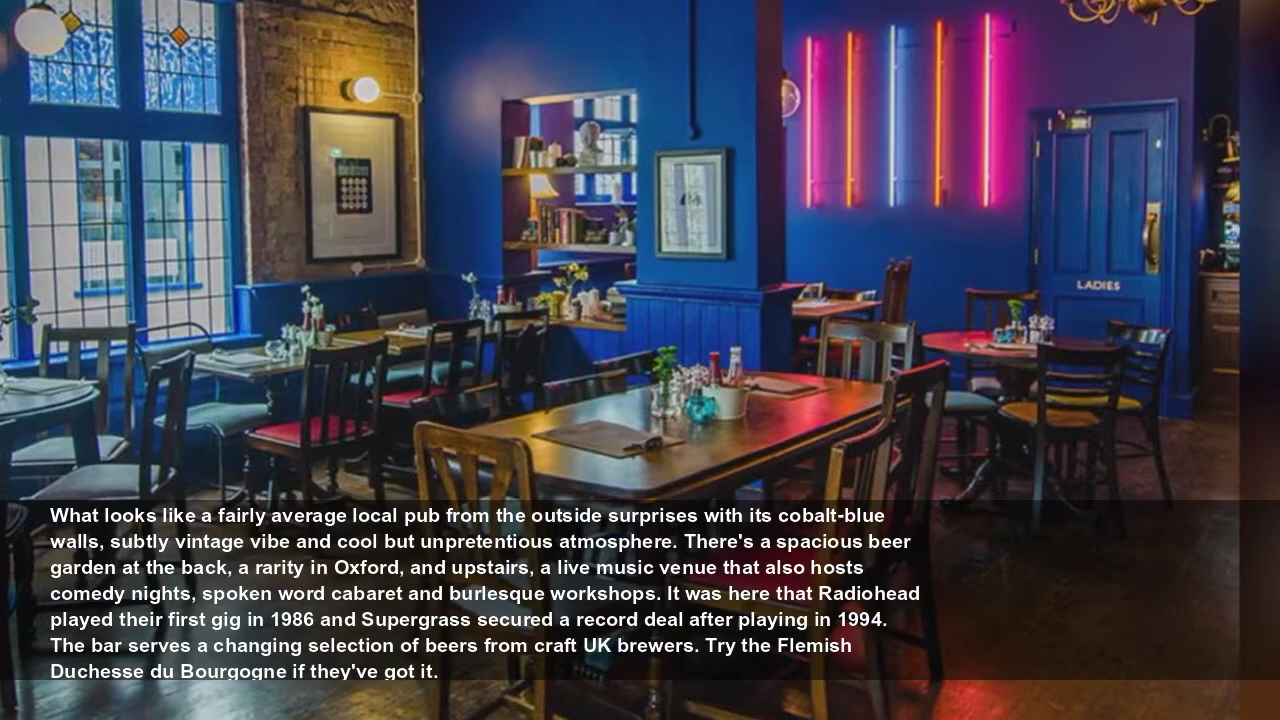 LADIES
What looks like a fairly average local pub from the outside surprises with its cobalt-blue
walls, subtly vintage vibe and cool but unpretentious atmosphere. There's a spacious beer
garden at the back, a rarity in Oxford, and upstairs, a live music venue that also hosts
comedy nights, spoken word cabaret and burlesque workshops. It was here that Radiohead
played their first gig in 1986 and Supergrass secured a record deal after playing in 1994.
The bar serves a changing selection of beers from craft UK brewers. Try the Flemish
Duchesse du Bourgogne if they've got it.